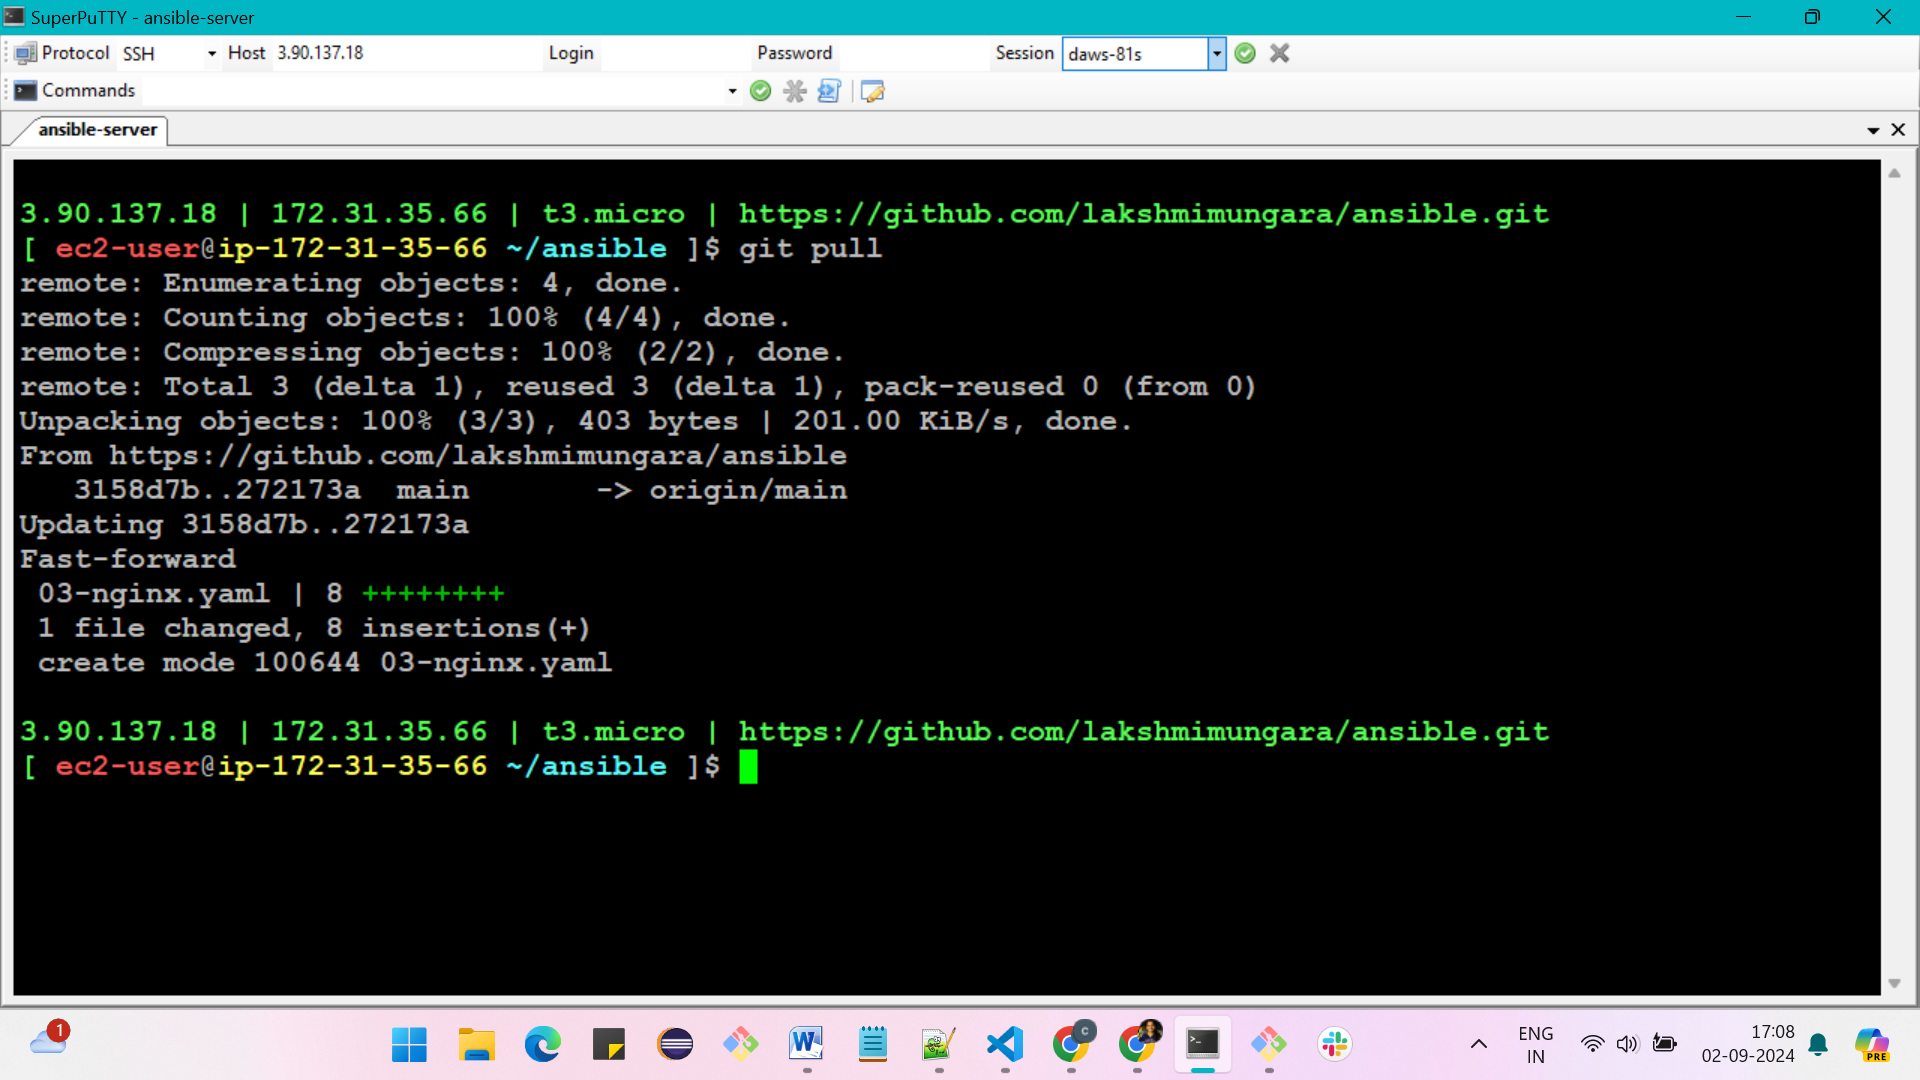 SuperPuTTY - ansible-server
Protocol SSH Host 3.90.137.18 Login Password Session daws-81s
Commands
ansible-server
3.90.137.18 | 172.31.35.66 | t3.micro | https://github.com/lakshmimungara/ansible.git
[ ec2-user@ip-172-31-35-66 ~/ansible ]$ git pull
remote: Enumerating objects: 4, done.
remote: Counting objects: 100% (4/4), done.
remote: Compressing objects: 100% (2/2), done.
remote: Total 3 (delta 1), reused 3 (delta 1), pack-reused 0 (from 0)
Unpacking objects: 100% (3/3), 403 bytes | 201.00 KiB/s, done.
From https://github.com/lakshmimungara/ansible
   3158d7b..272173a  main       -> origin/main
Updating 3158d7b..272173a
Fast-forward
 03-nginx.yaml | 8 ++++++++
 1 file changed, 8 insertions(+)
 create mode 100644 03-nginx.yaml
3.90.137.18 | 172.31.35.66 | t3.micro | https://github.com/lakshmimungara/ansible.git
[ ec2-user@ip-172-31-35-66 ~/ansible ]$
1
W
C
ENG
IN
17:08
02-09-2024
PRE